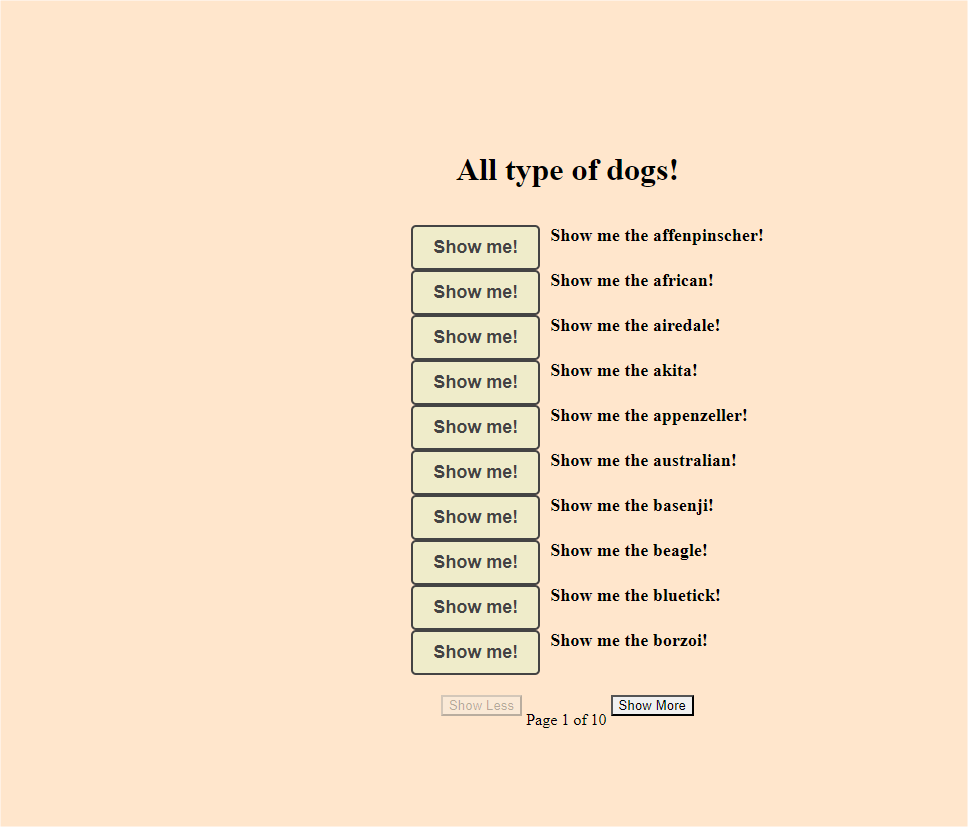 All type of dogs!
Show me! Show me the affenpinscher!
Show me! Show me the african!
Show me! Show me the airedale!
Show me! Show me the akita!
Show me! Show me the appenzeller!
Show me! Show me the australian!
Show me! Show me the basenji!
Show me! Show me the beagle!
Show me! Show me the bluetick!
Show me! Show me the borzoi!
Show Less Page 1 of 10 Show More